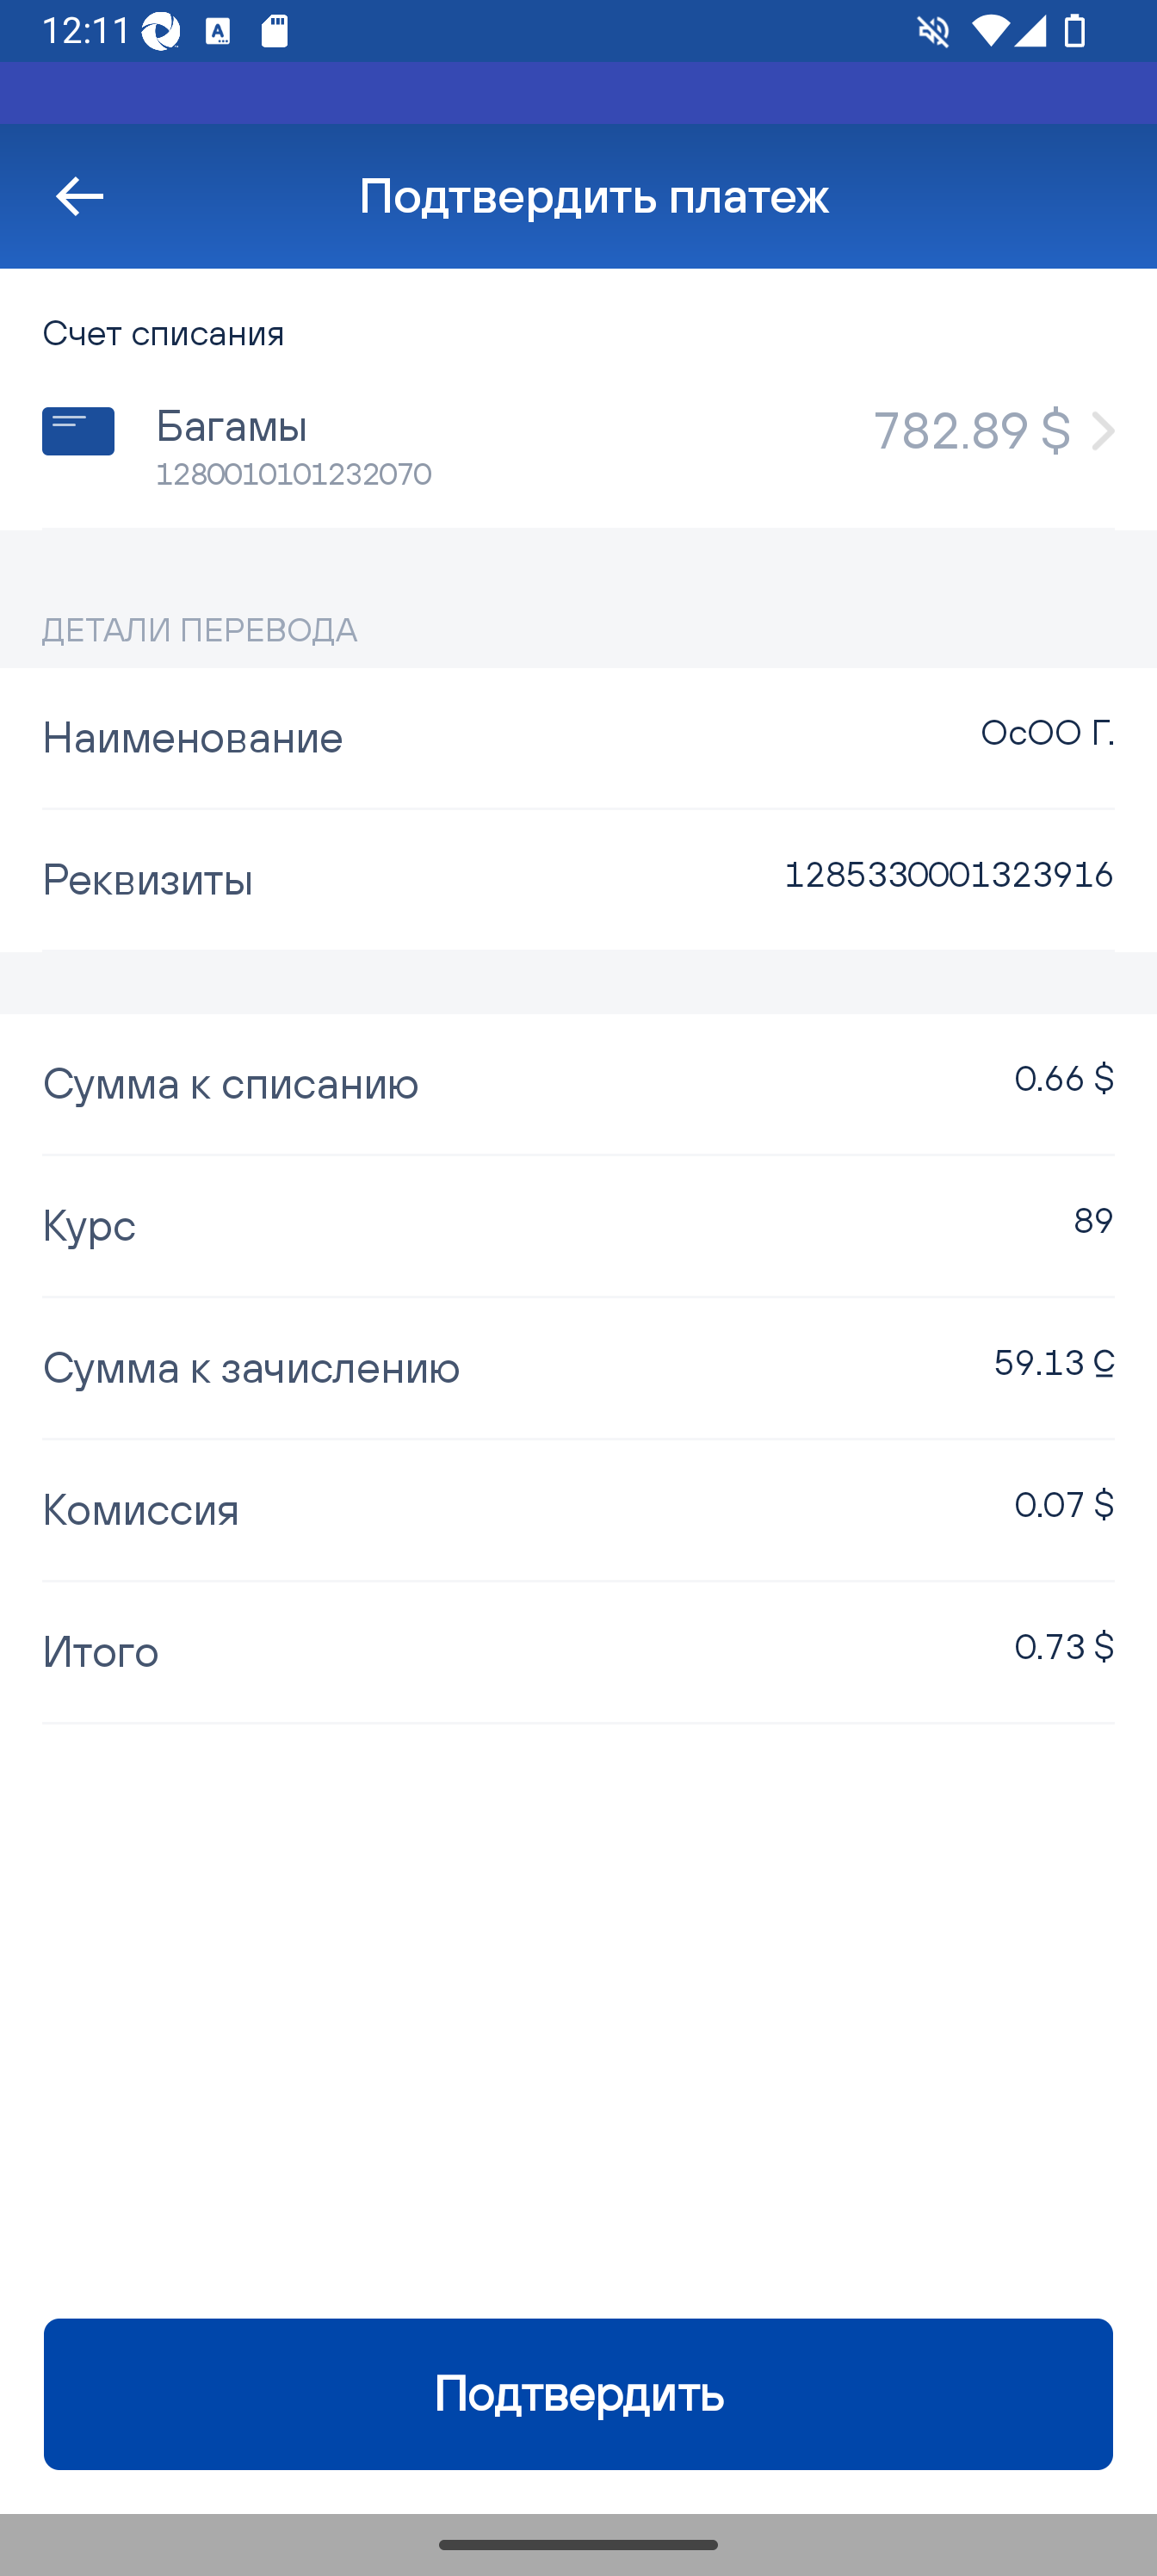 12:11
Подтвердить платеж
Счет списания
Багамы
782.89 $
1280010101232070
ДЕТАЛИ ПЕРЕВОДА
Наименование
ОсОО Г.
Реквизиты
1285330001323916
Сумма к списанию
0.66 $
Курс
89
Сумма к зачислению
59.13 С
Комиссия
0.07 $
Итого
0.73 $
Подтвердить